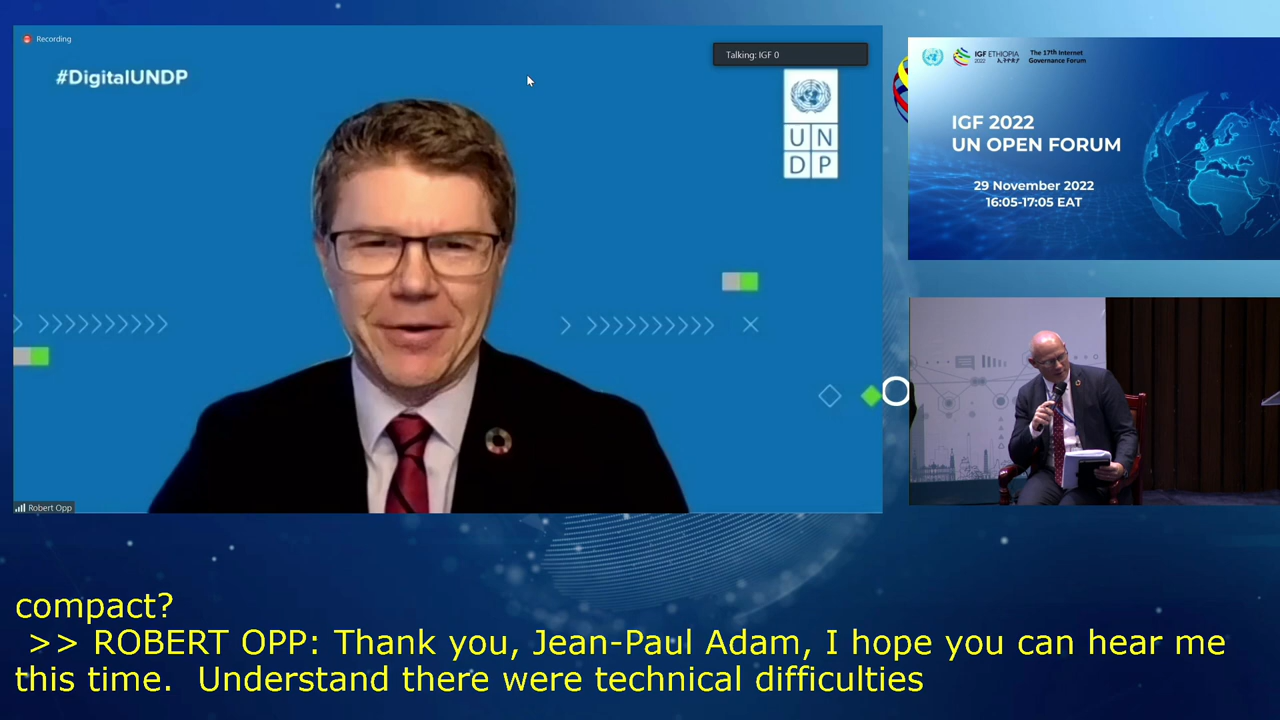 Recording
#DigitalUNDP
Talking: IGF 0
U N
D P
Robert Opp
IGF ETHIOPIA
2022 ኢትዮጵያ
The 17th Internet
Governance Forum
IGF 2022
UN OPEN FORUM
29 November 2022
16:05-17:05 EAT
compact?
>> ROBERT OPP: Thank you, Jean-Paul Adam, I hope you can hear me
this time. Understand there were technical difficulties